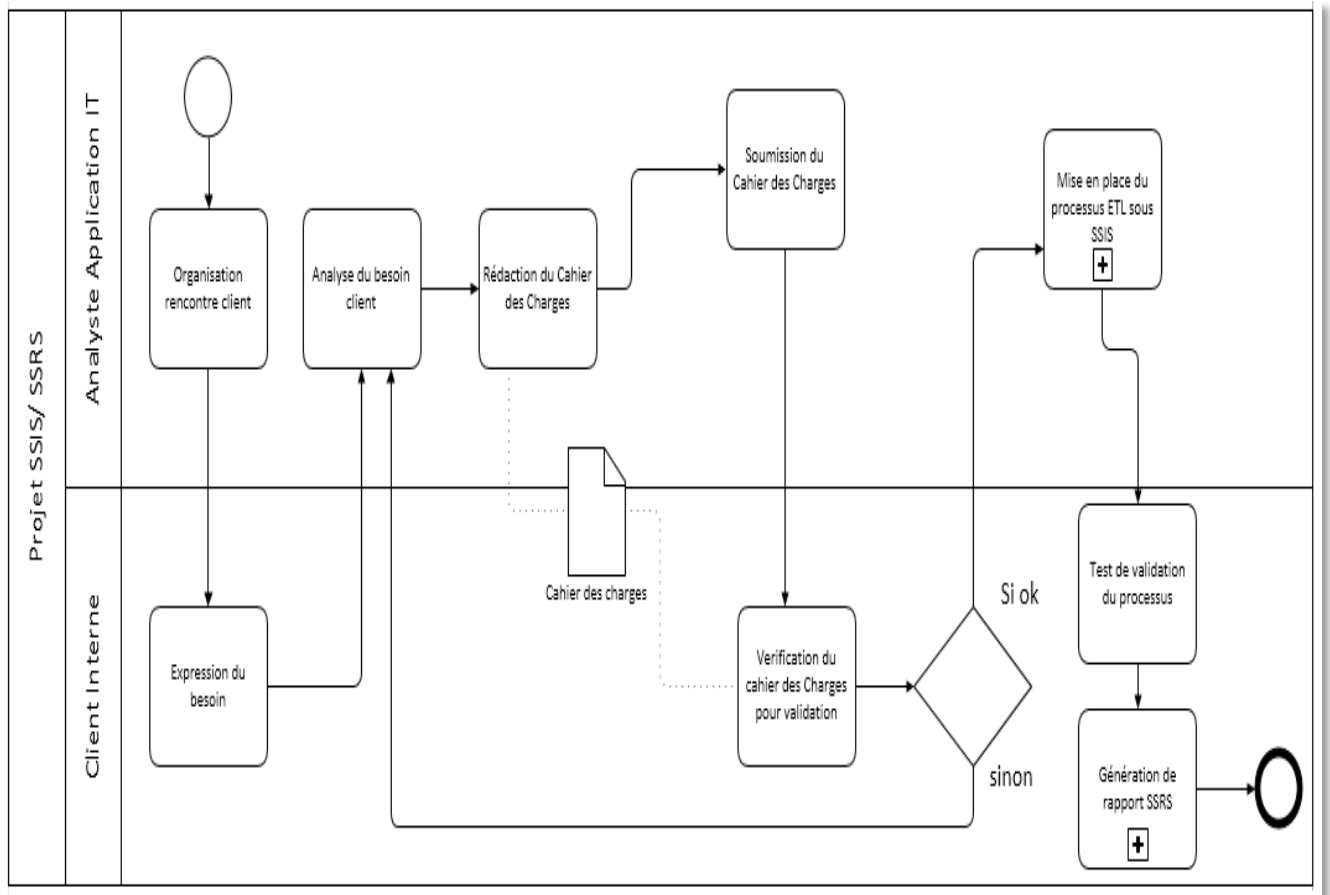 Projet SSIS/ SSRS
Analyste Application IT
Organisation
rencontre client
Analyse du besoin
client
Rédaction du Cahier
des Charges
Soumission du
Cahier des Charges
Mise en place du
processus ETL sous
SSIS
Client Interne
Expression du
besoin
Cahier des charges
Verification du
cahier des Charges
pour validation
Si ok
sinon
Test de validation
du processus
Génération de
rapport SSRS